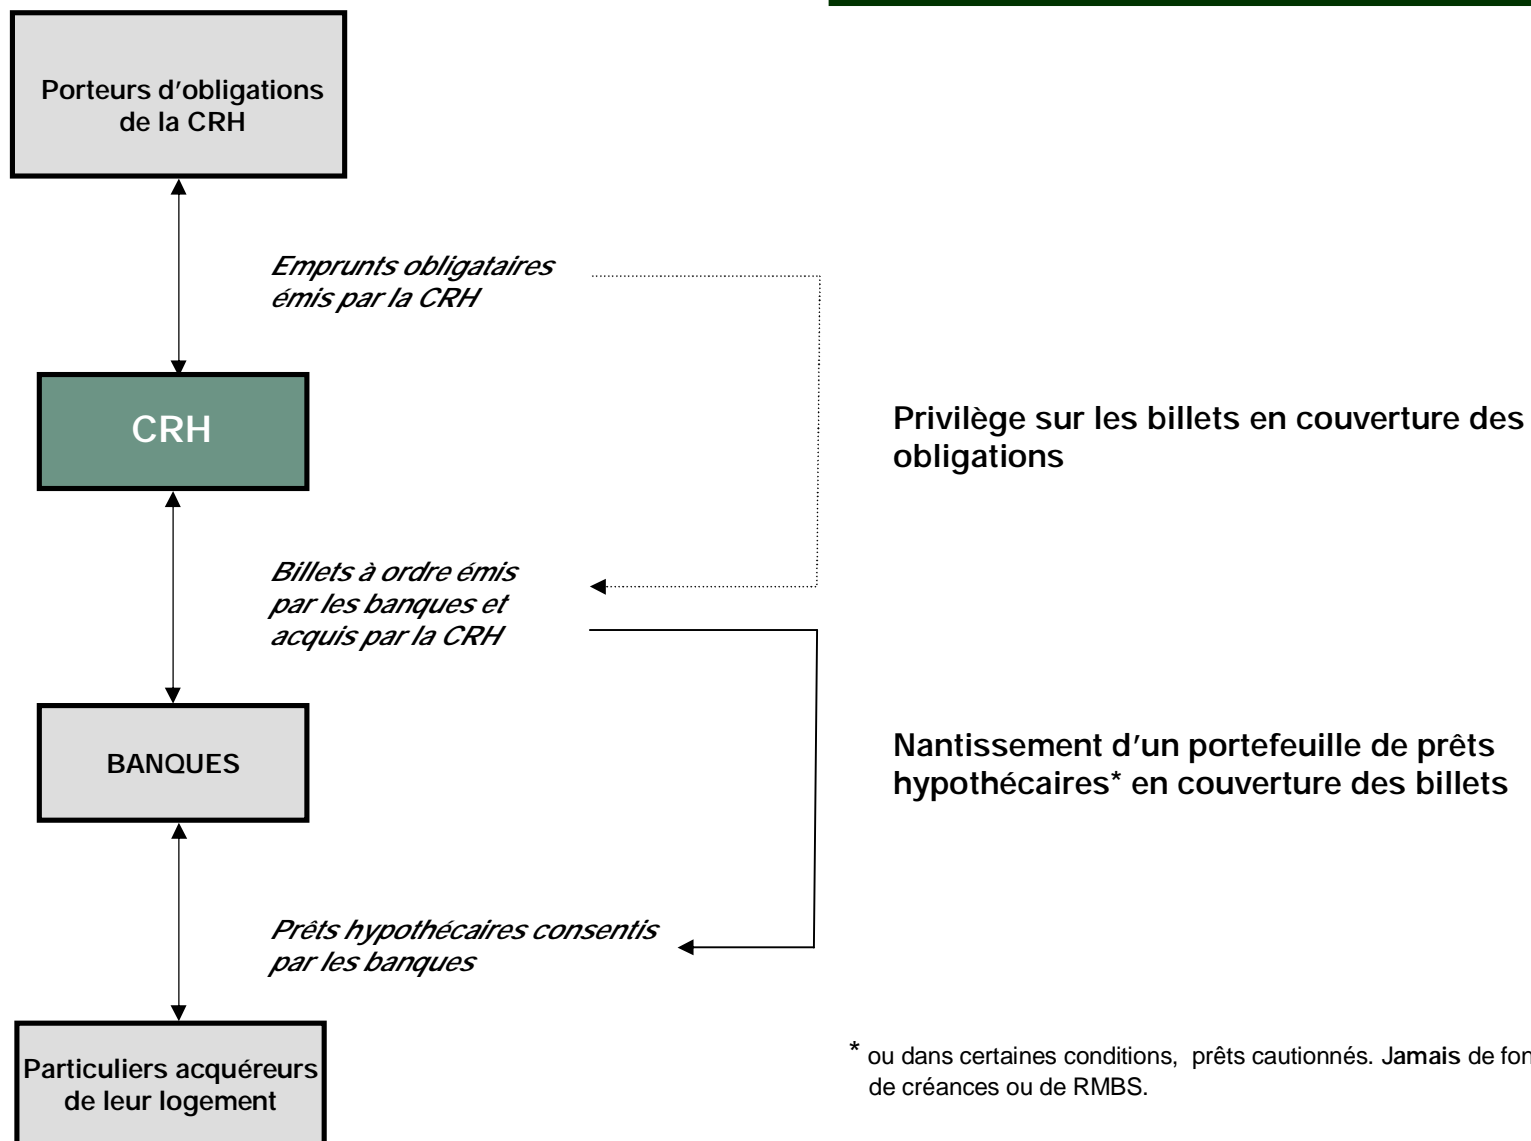 Porteurs d'obligations
de la CRH
Emprunts obligataires
émis par la CRH
CRH
Privilège sur les billets en couverture des
obligations
Billets à ordre émis
par les banques et
acquis par la CRH
BANQUES
Nantissement d'un portefeuille de prêts
hypothécaires* en couverture des billets
Prêts hypothécaires consentis
par les banques
Particuliers acquéreurs
de leur logement
* ou dans certaines conditions, prêts cautionnés. Jamais de
de créances ou de RMBS.